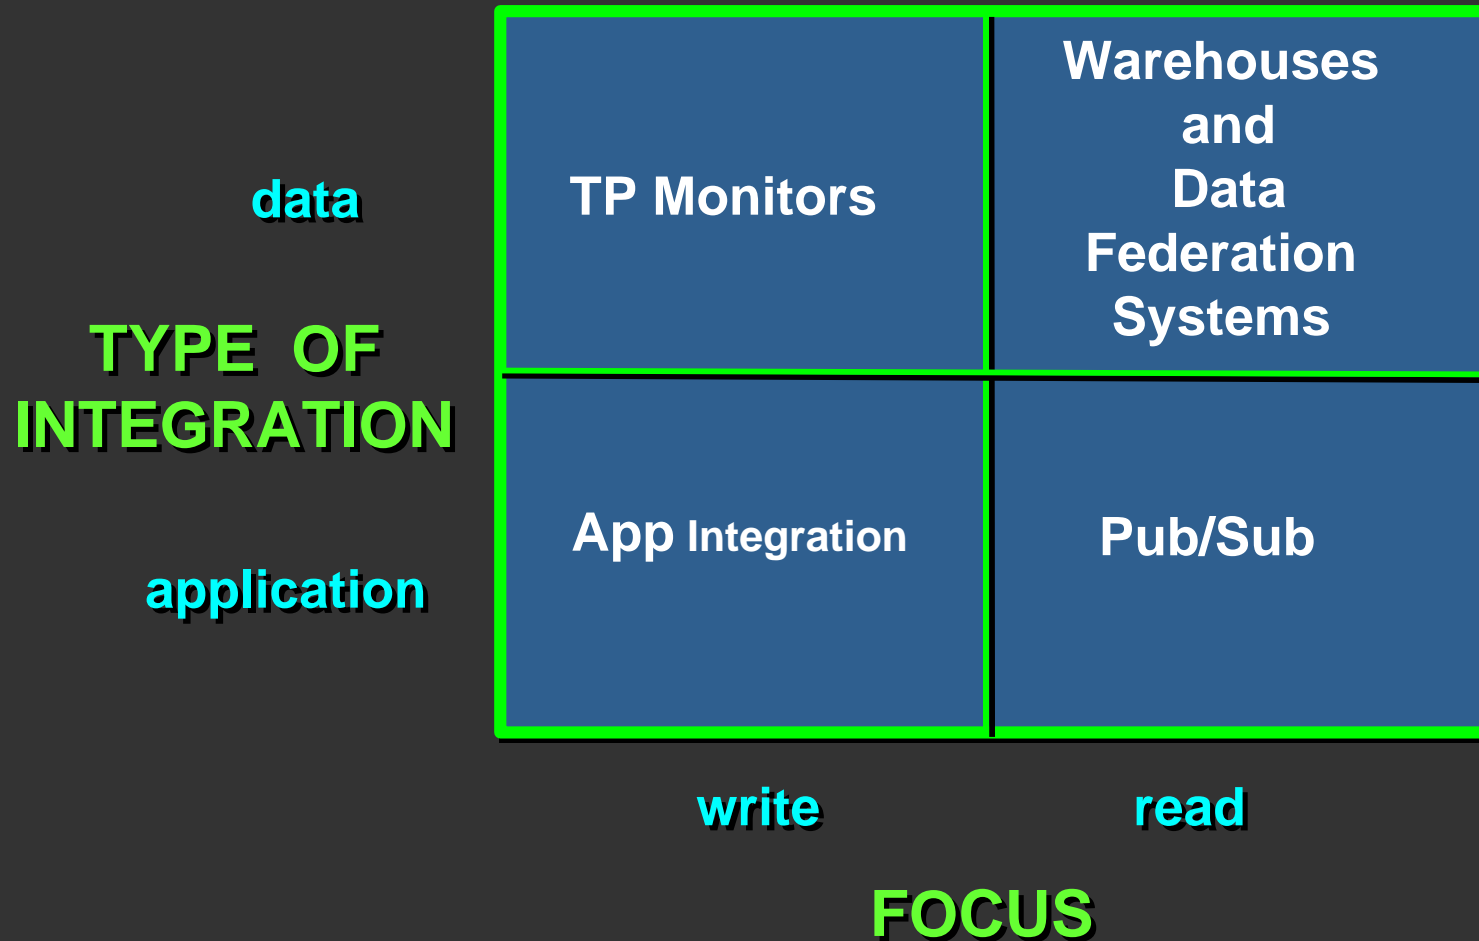 Warehouses
and
Data
Federation
Systems
TP Monitors
data
TYPE OF
INTEGRATION
App Integration
Pub/Sub
application
write
read
FOCUS